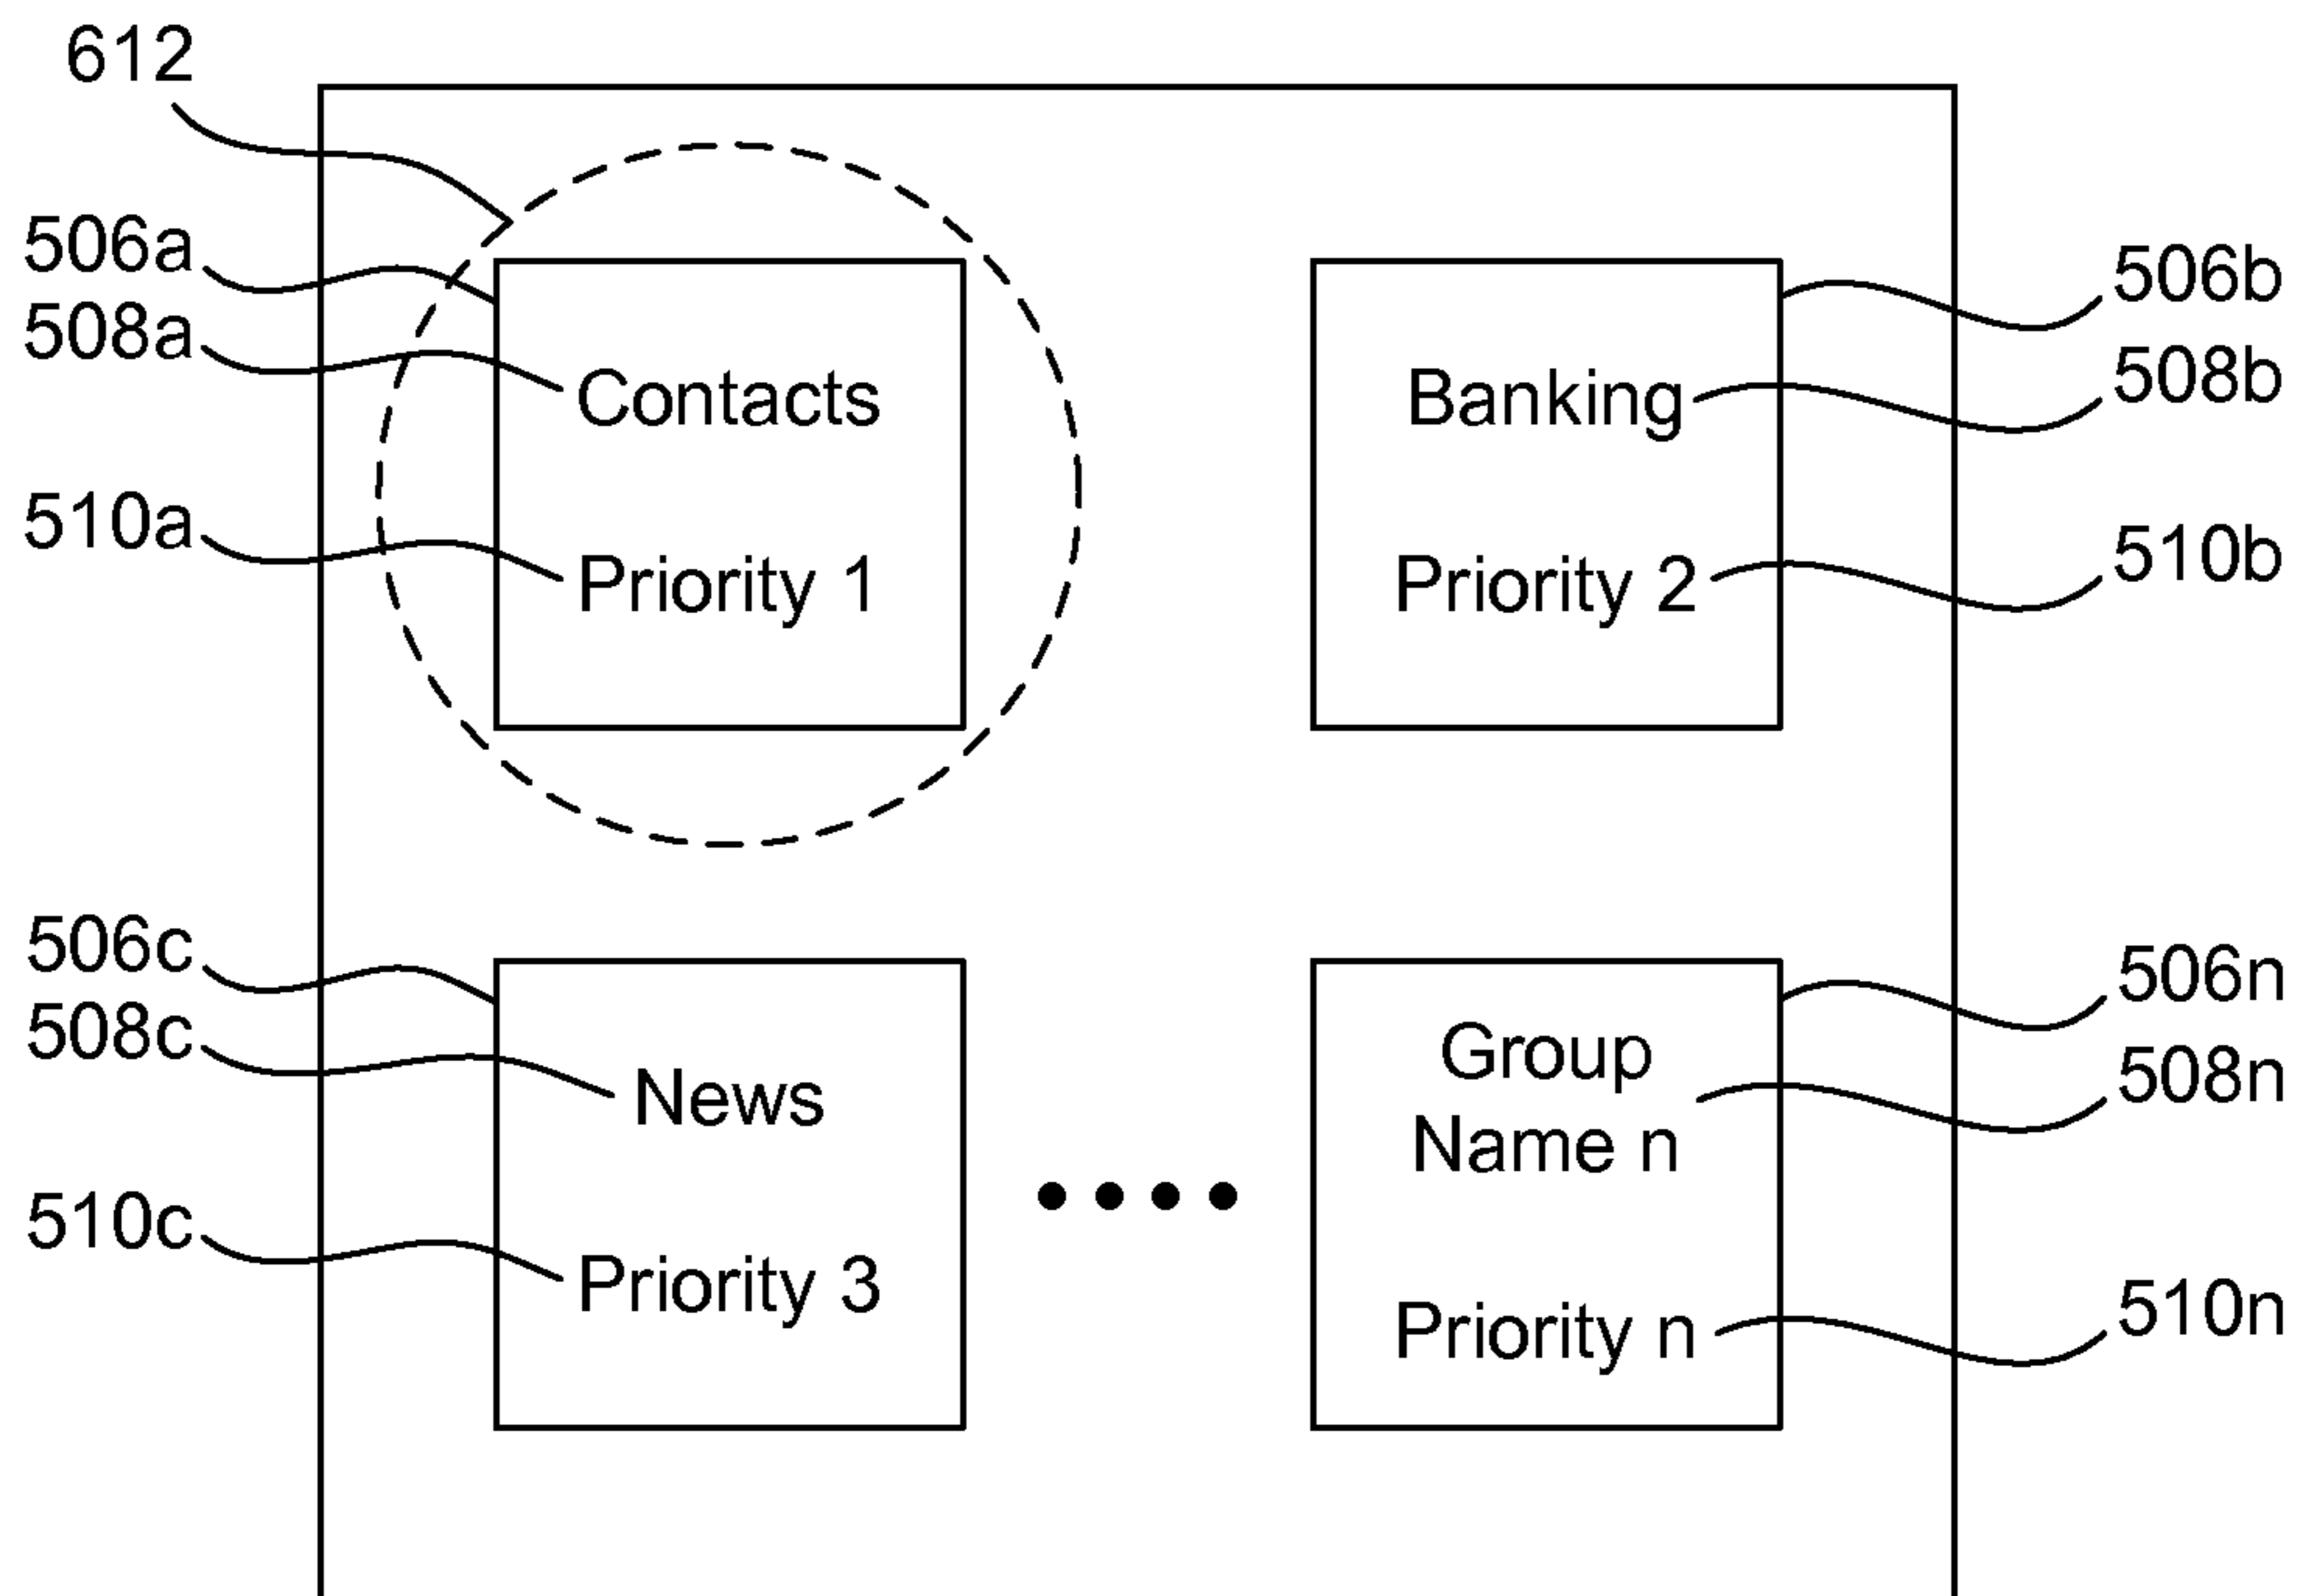 612
506a
508a
Contacts
510a
Priority 1
506b
508b
Banking
510b
Priority 2
506c
508c
News
510c
Priority 3
506n
508n
Group
Name n
510n
Priority n